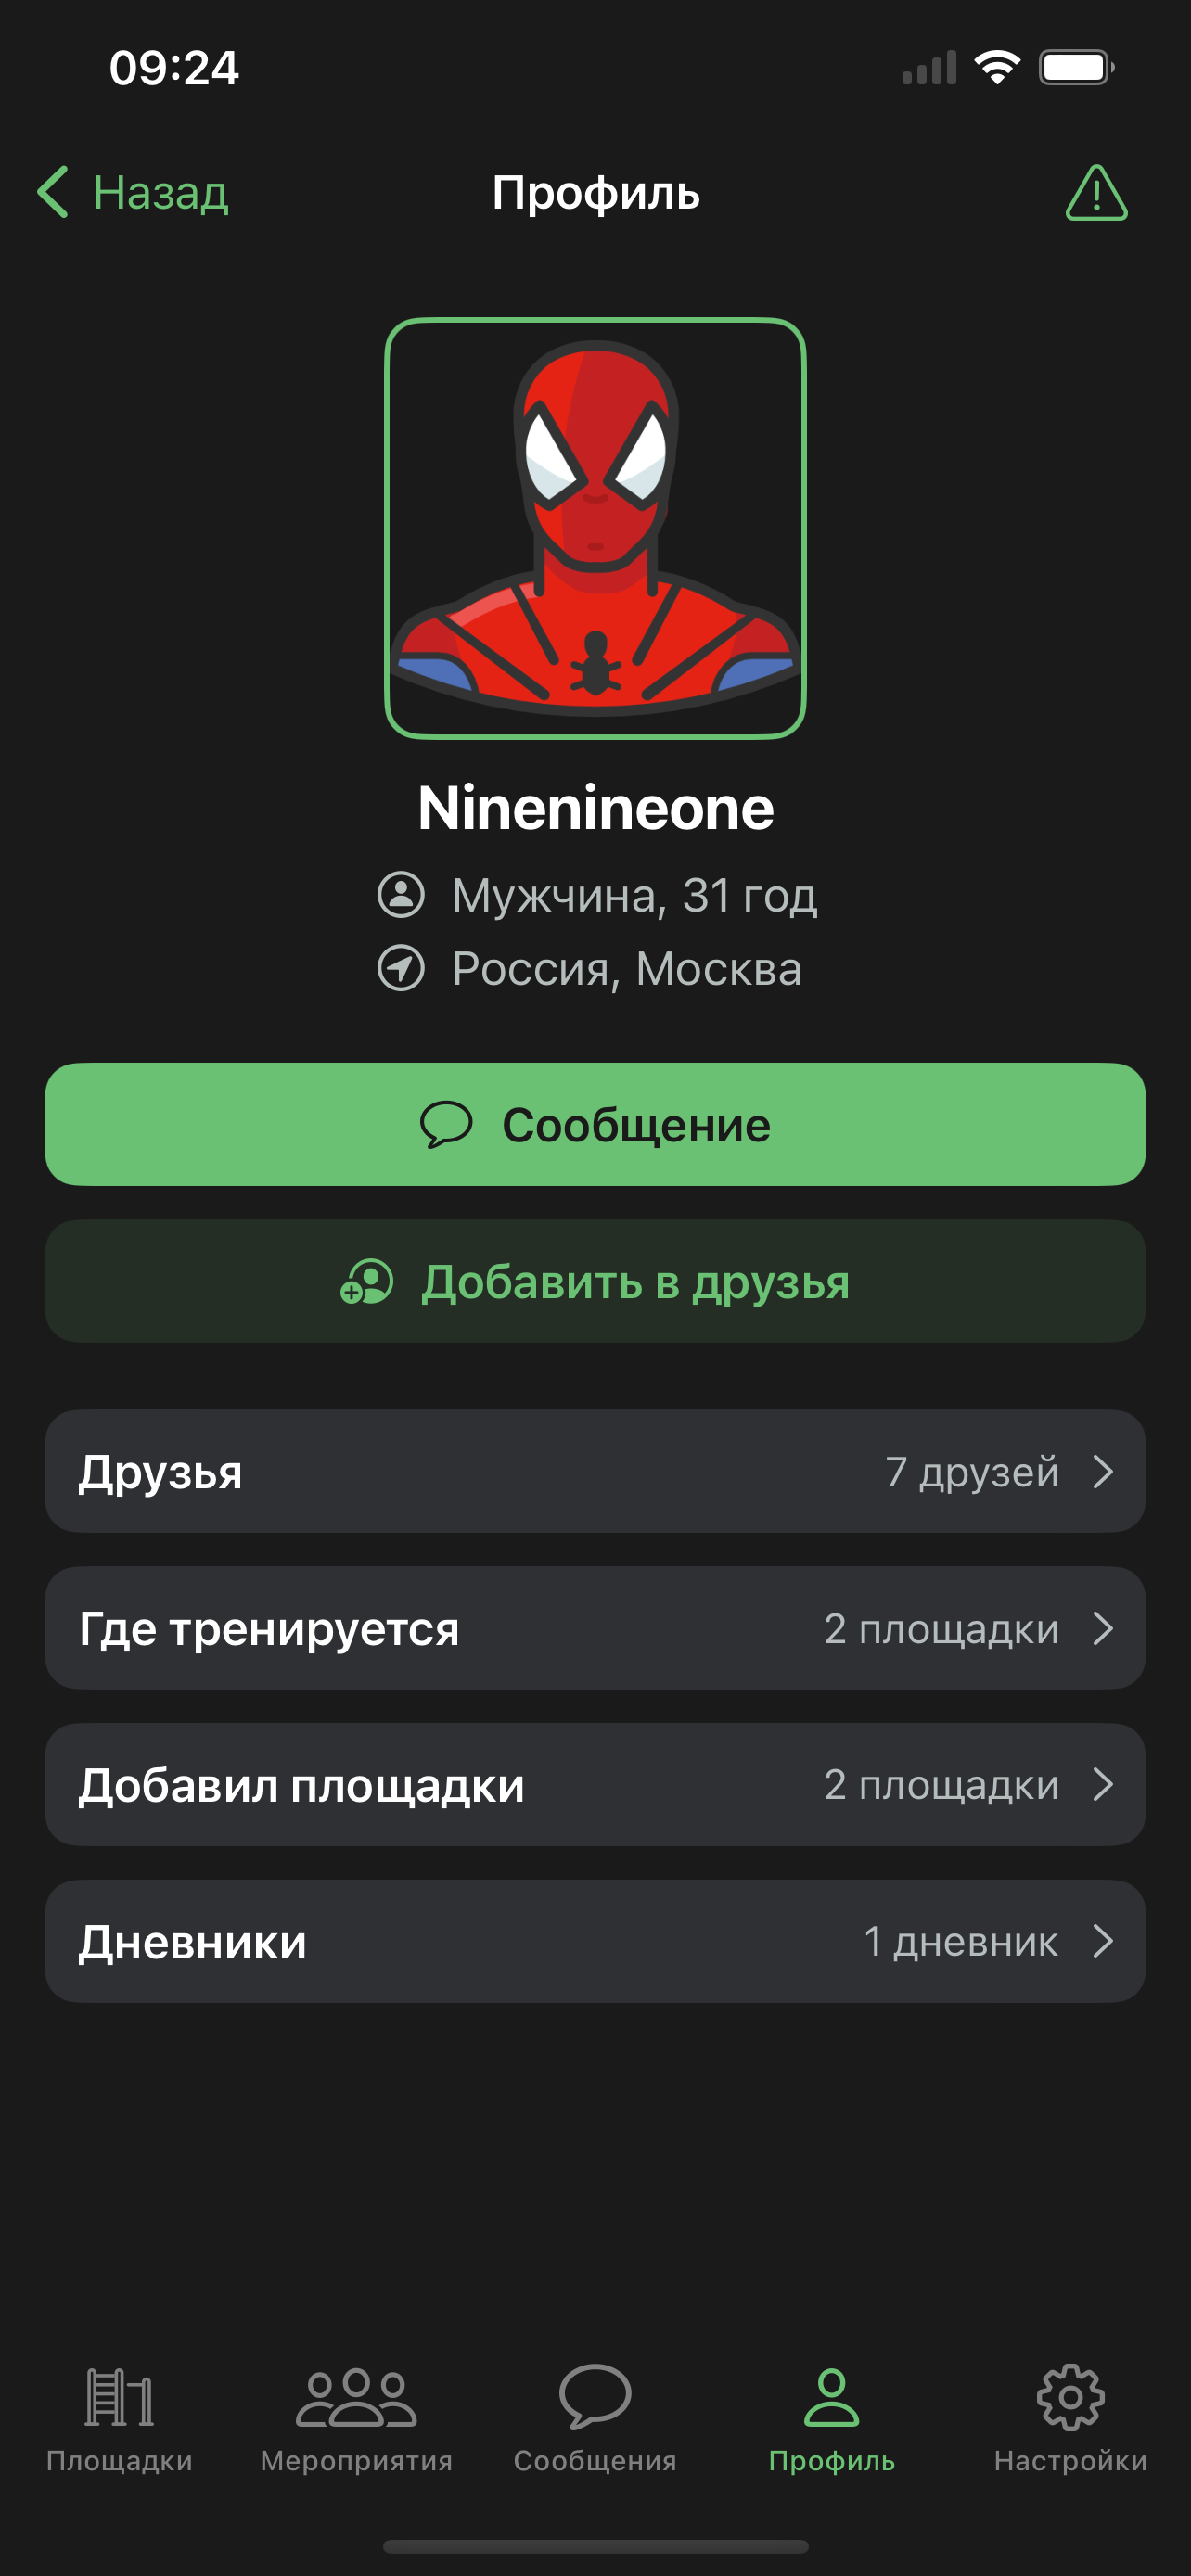 09:24
Назад
Профиль
Nineninеone
Мужчина, 31 год
Россия, Москва
Сообщение
Добавить в друзья
Друзья
7 друзей
Где тренируется
2 площадки
Добавил площадки
2 площадки
Дневники
1 дневник
Площадки
Мероприятия
Сообщения
Профиль
Настройки